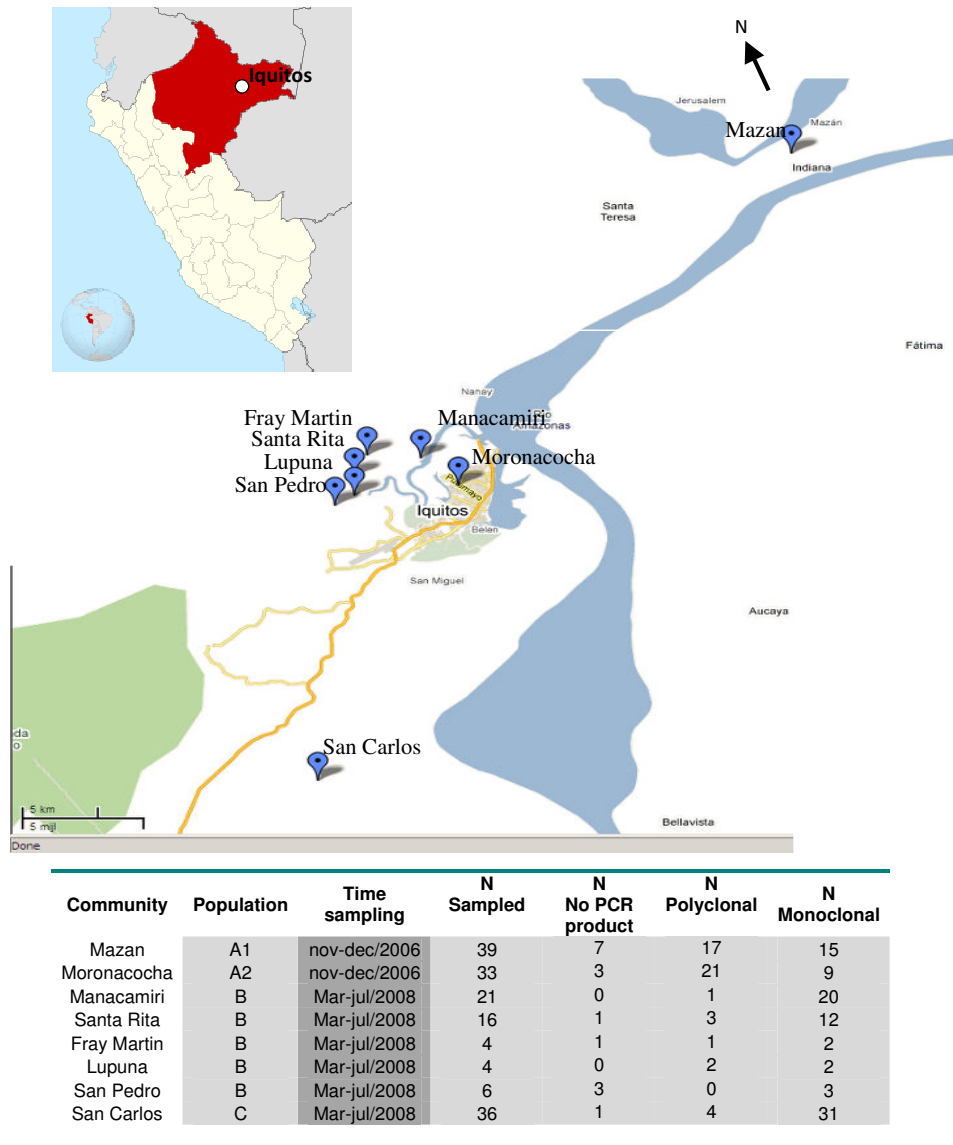 Iquitos
N
Jerusalem
Mazan
Mazán
Indiana
Santa
Teresa
Fátima
Nanay
Fray Martin
Manacamiri
Santa Rita
Amazonas
Lupuna
Moronacocha
San Pedro
Iquitos
Belen
San Miguel
Aucaya
da
o
San Carlos
5 km
5 mijl
Bellavista
Done
Community Population Time sampling N Sampled N No PCR product N Polyclonal N Monoclonal
Mazan A1 nov-dec/2006 39 7 17 15
Moronacocha A2 nov-dec/2006 33 3 21 9
Manacamiri B Mar-jul/2008 21 0 1 20
Santa Rita B Mar-jul/2008 16 1 3 12
Fray Martin B Mar-jul/2008 4 1 1 2
Lupuna B Mar-jul/2008 4 0 2 2
San Pedro B Mar-jul/2008 6 3 0 3
San Carlos C Mar-jul/2008 36 1 4 31